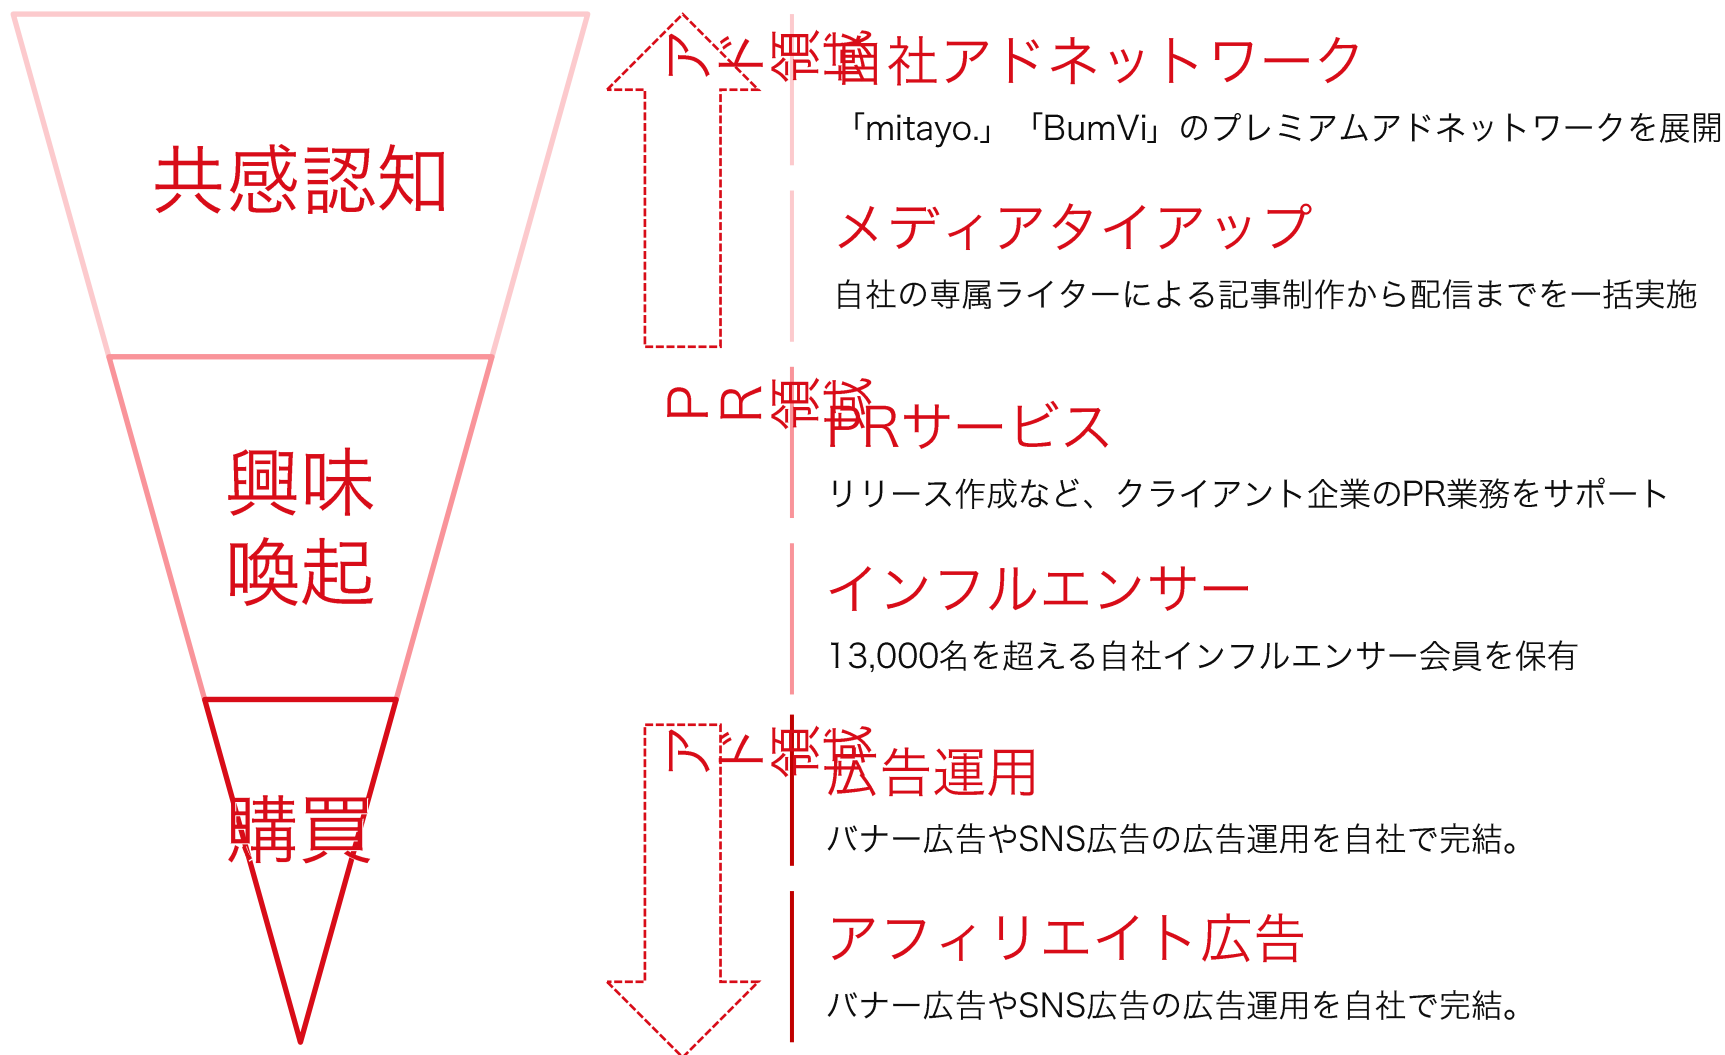 共感認知
興味
喚起
購買
アド領域
自社アドネットワーク
「mitayo.」「BumVi」のプレミアムアドネットワークを展開
メディアタイアップ
自社の専属ライターによる記事制作から配信までを一括実施
PR領域
PRサービス
リリース作成など、クライアント企業のPR業務をサポート
インフルエンサー
13,000名を超える自社インフルエンサー会員を保有
アド領域
広告運用
バナー広告やSNS広告の広告運用を自社で完結。
アフィリエイト広告
バナー広告やSNS広告の広告運用を自社で完結。